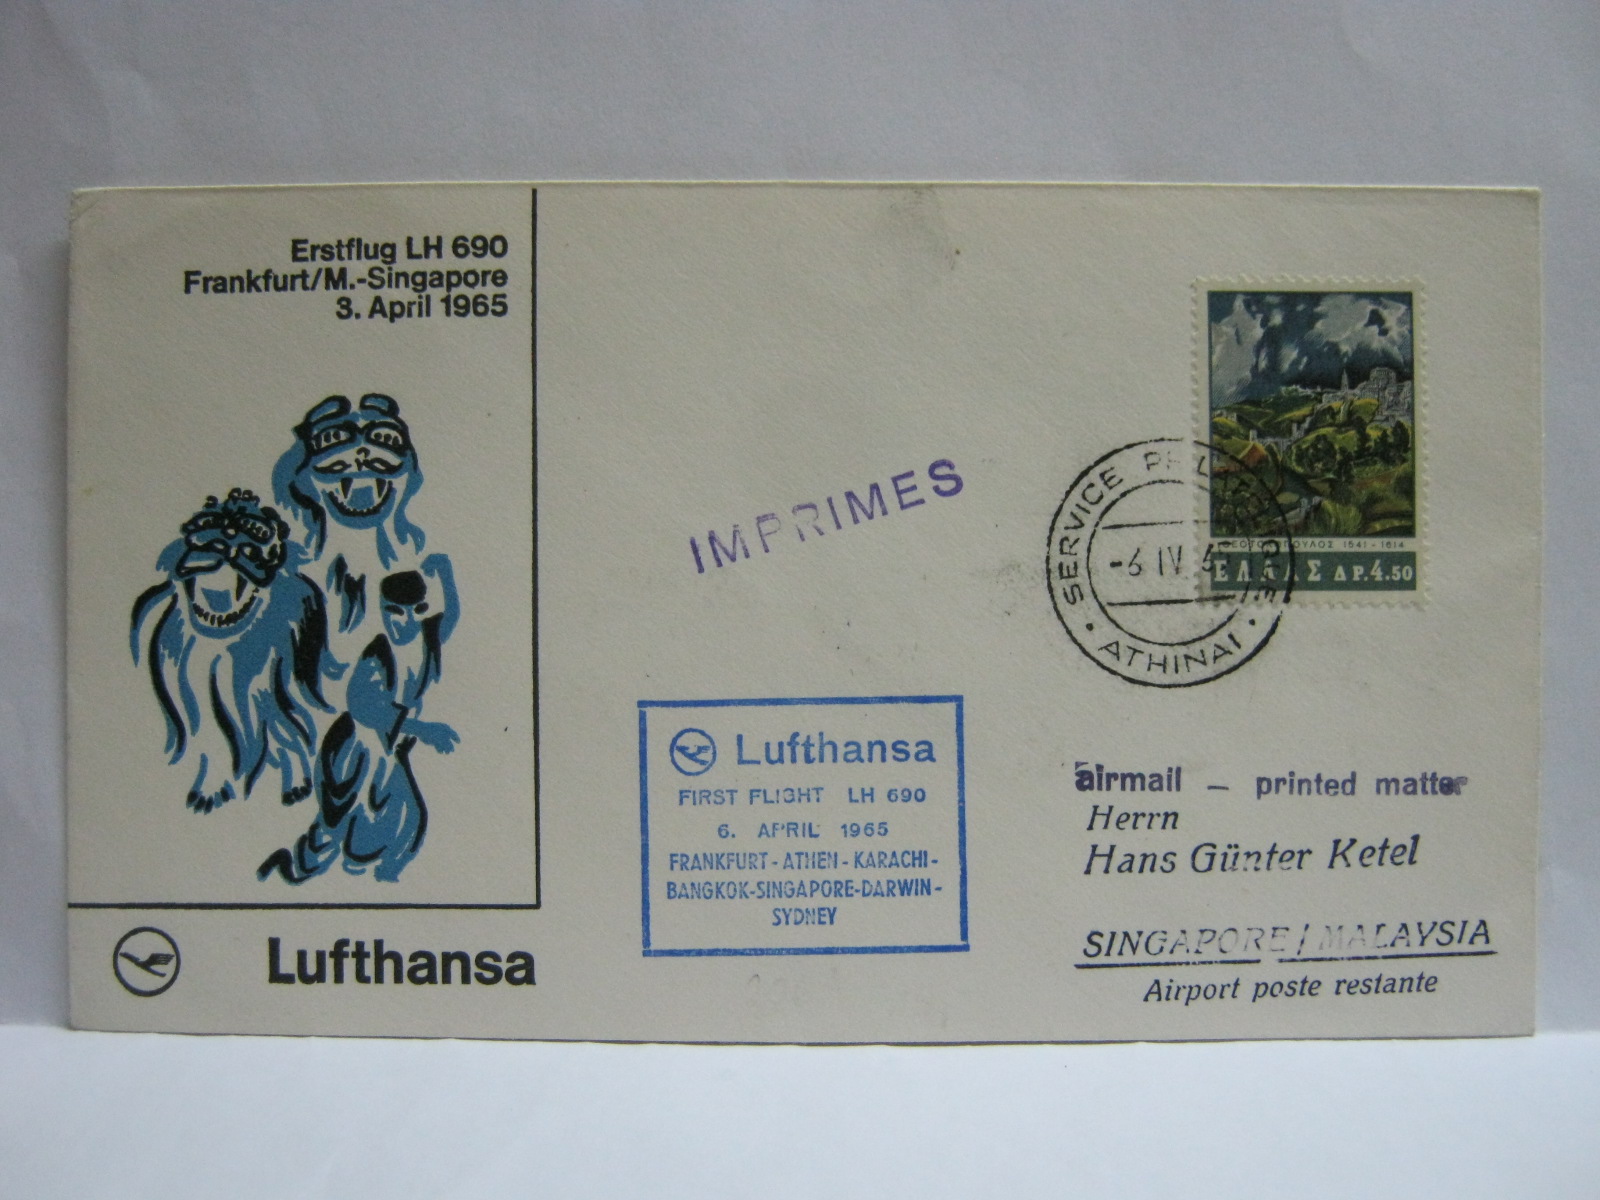 Erstflug LH 690
Frankfurt/M.-Singapore
3. April 1965
Lufthansa
IMPRIMES
Lufthansa
FIRST FLIGHT LH 690
6. APRIL 1965
FRANKFURT-ATHEN-KARACHI-
BANGKOK-SINGAPORE-DARWIN-
SYDNEY
ΘΕΟΤΟΚΟΠΟΥΛΟΣ 1541-1614
ΕΛΛΑΣ ΔΡ.4.50
SERVICE PHILATELIQUE
-6 IV
ATHINAI
airmail - printed matter
Herrn
Hans Günter Ketel
SINGAPORE/MALAYSIA
Airport poste restante